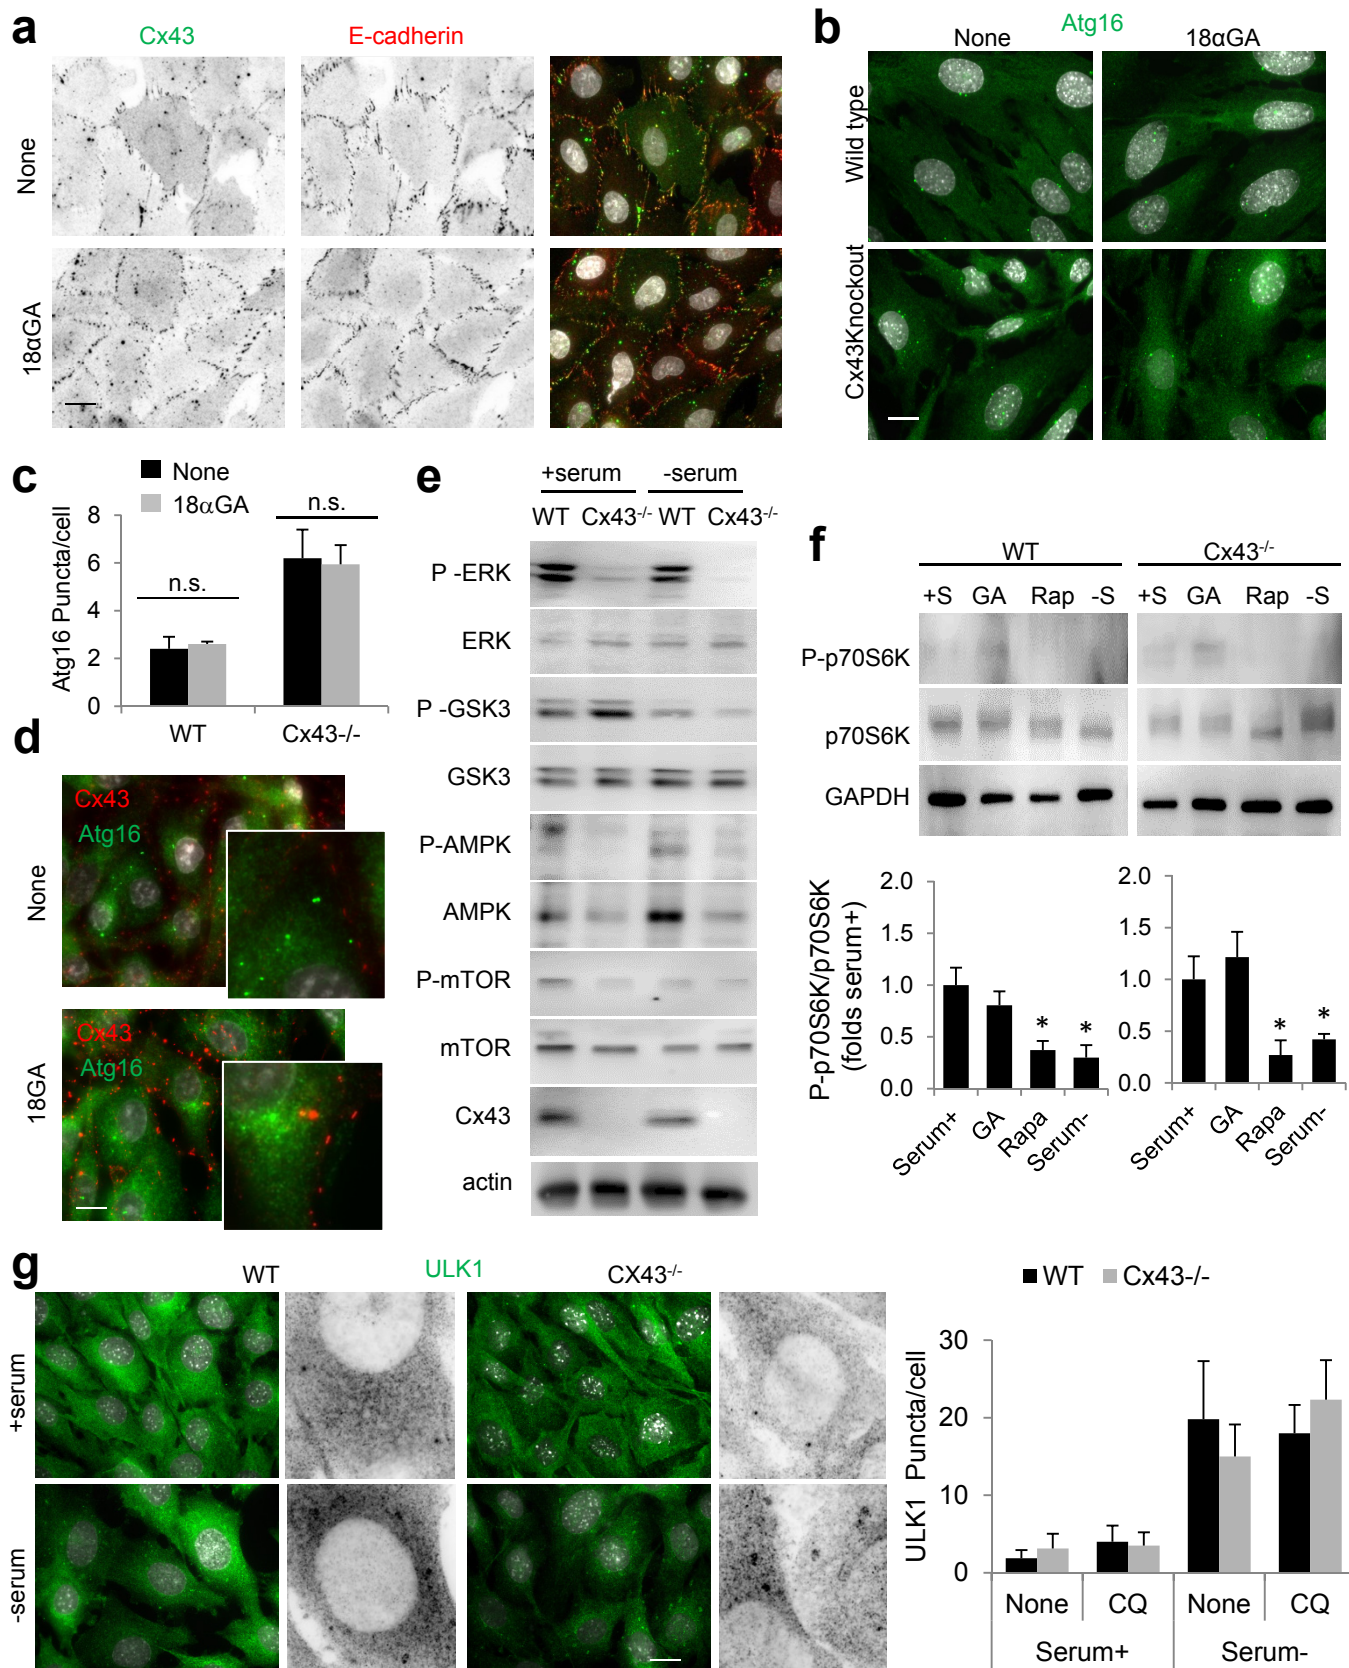 a
Cx43
E-cadherin
None
18αGA
b
Atg16
None
18αGA
Wild type
Cx43Knockout
c
None
18αGA
Atg16 Puncta/cell
8
6
4
2
0
n.s.
n.s.
WT
Cx43-/-
d
Cx43
Atg16
None
Cx43
Atg16
18GA
e
+serum
-serum
WT
Cx43-/-
WT
Cx43-/-
P -ERK
ERK
P -GSK3
GSK3
P-AMPK
AMPK
P-mTOR
mTOR
Cx43
actin
f
WT
Cx43-/-
+S GA Rap -S
+S GA Rap -S
P-p70S6K
p70S6K
GAPDH
P-p70S6K/p70S6K
(folds serum+)
2.0
1.5
1.0
0.5
0.0
*
*
Serum+
GA
Rapa
Serum-
2.0
1.5
1.0
0.5
0.0
*
*
Serum+
GA
Rapa
Serum-
g
WT
ULK1
CX43-/-
+serum
-serum
WT
Cx43-/-
ULK1 Puncta/cell
30
20
10
0
None
CQ
None
CQ
Serum+
Serum-